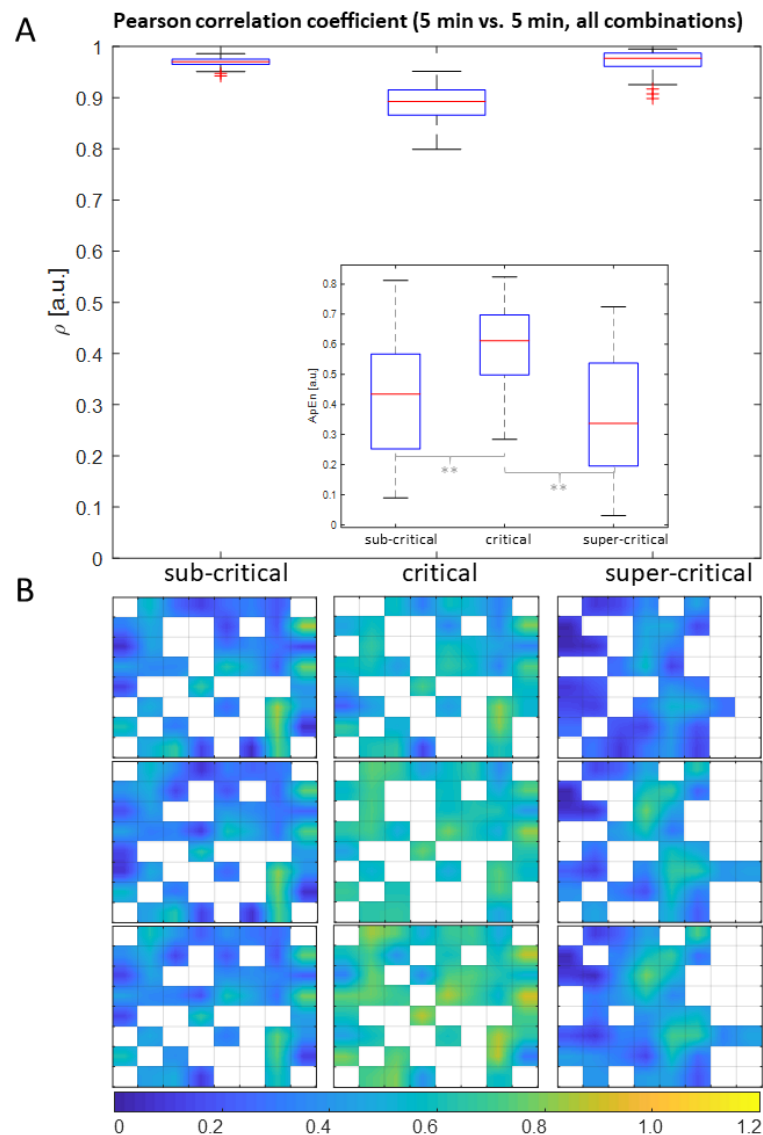 A
Pearson correlation coefficient (5 min vs. 5 min, all combinations)
1
0.9
0.8
0.7
0.6
0.5
0.4
0.3
0.2
0.1
0
ρ [a.u.]
0.8
0.7
0.6
0.5
0.4
0.3
0.2
0.1
0
ApEn [a.u]
**
**
sub-critical critical super-critical
sub-critical critical super-critical
B
0 0.2 0.4 0.6 0.8 1.0 1.2